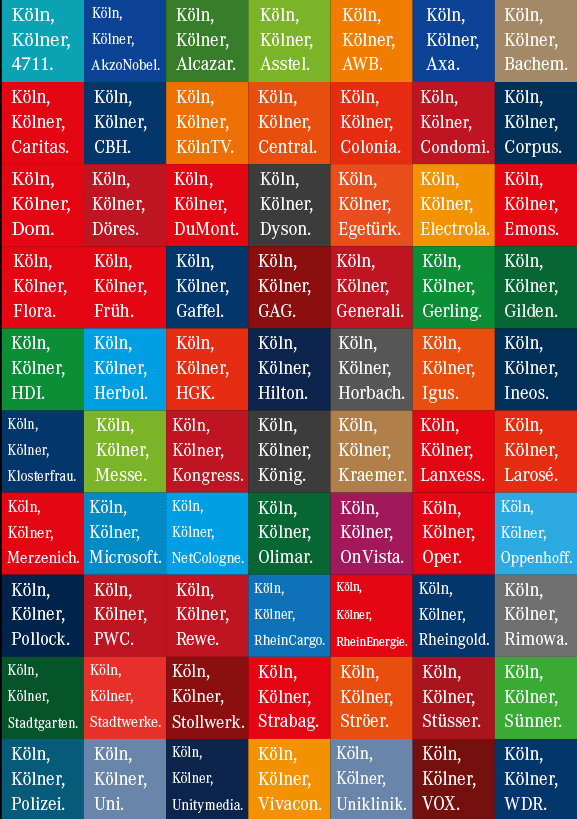 Köln,
Kölner,
4711.
Köln,
Kölner,
AkzoNobel.
Köln,
Kölner,
Alcazar.
Köln,
Kölner,
Asstel.
Köln,
Kölner,
AWB.
Köln,
Kölner,
Axa.
Köln,
Kölner,
Bachem.
Köln,
Kölner,
Caritas.
Köln,
Kölner,
CBH.
Köln,
Kölner,
KölnTV.
Köln,
Kölner,
Central.
Köln,
Kölner,
Colonia.
Köln,
Kölner,
Condomi.
Köln,
Kölner,
Corpus.
Köln,
Kölner,
Dom.
Köln,
Kölner,
Döres.
Köln,
Kölner,
DuMont.
Köln,
Kölner,
Dyson.
Köln,
Kölner,
Egetürk.
Köln,
Kölner,
Electrola.
Köln,
Kölner,
Emons.
Köln,
Kölner,
Flora.
Köln,
Kölner,
Früh.
Köln,
Kölner,
Gaffel.
Köln,
Kölner,
GAG.
Köln,
Kölner,
Generali.
Köln,
Kölner,
Gerling.
Köln,
Kölner,
Gilden.
Köln,
Kölner,
HDI.
Köln,
Kölner,
Herbol.
Köln,
Kölner,
HGK.
Köln,
Kölner,
Hilton.
Köln,
Kölner,
Horbach.
Köln,
Kölner,
Igus.
Köln,
Kölner,
Ineos.
Köln,
Kölner,
Klosterfrau.
Köln,
Kölner,
Messe.
Köln,
Kölner,
Kongress.
Köln,
Kölner,
König.
Köln,
Kölner,
Kraemer.
Köln,
Kölner,
Lanxess.
Köln,
Kölner,
Larosé.
Köln,
Kölner,
Merzenich.
Köln,
Kölner,
Microsoft.
Köln,
Kölner,
NetCologne.
Köln,
Kölner,
Olimar.
Köln,
Kölner,
OnVista.
Köln,
Kölner,
Oper.
Köln,
Kölner,
Oppenhoff.
Köln,
Kölner,
Pollock.
Köln,
Kölner,
PWC.
Köln,
Kölner,
Rewe.
Köln,
Kölner,
RheinCargo.
Köln,
Kölner,
RheinEnergie.
Köln,
Kölner,
Rheingold.
Köln,
Kölner,
Rimowa.
Köln,
Kölner,
Stadtgarten.
Köln,
Kölner,
Stadtwerke.
Köln,
Kölner,
Stollwerk.
Köln,
Kölner,
Strabag.
Köln,
Kölner,
Ströer.
Köln,
Kölner,
Stüsser.
Köln,
Kölner,
Sünner.
Köln,
Kölner,
Polizei.
Köln,
Kölner,
Uni.
Köln,
Kölner,
Unitymedia.
Köln,
Kölner,
Vivacon.
Köln,
Kölner,
Uniklinik.
Köln,
Kölner,
VOX.
Köln,
Kölner,
WDR.